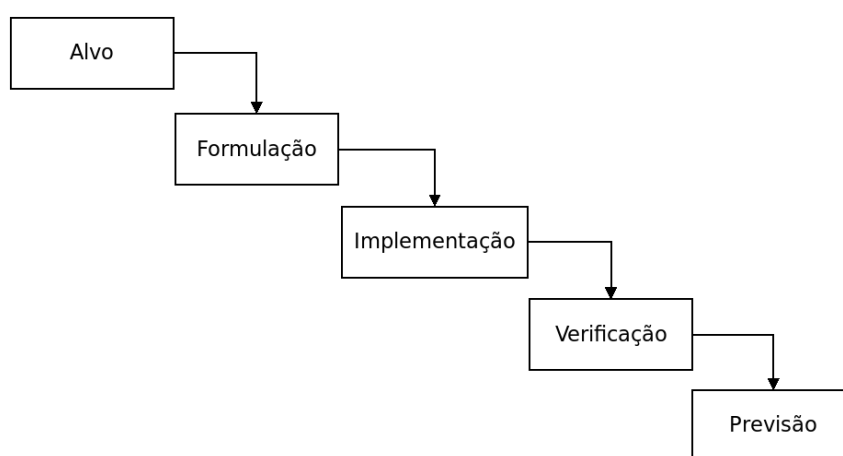 Alvo
Formulação
Implementação
Verificação
Previsão